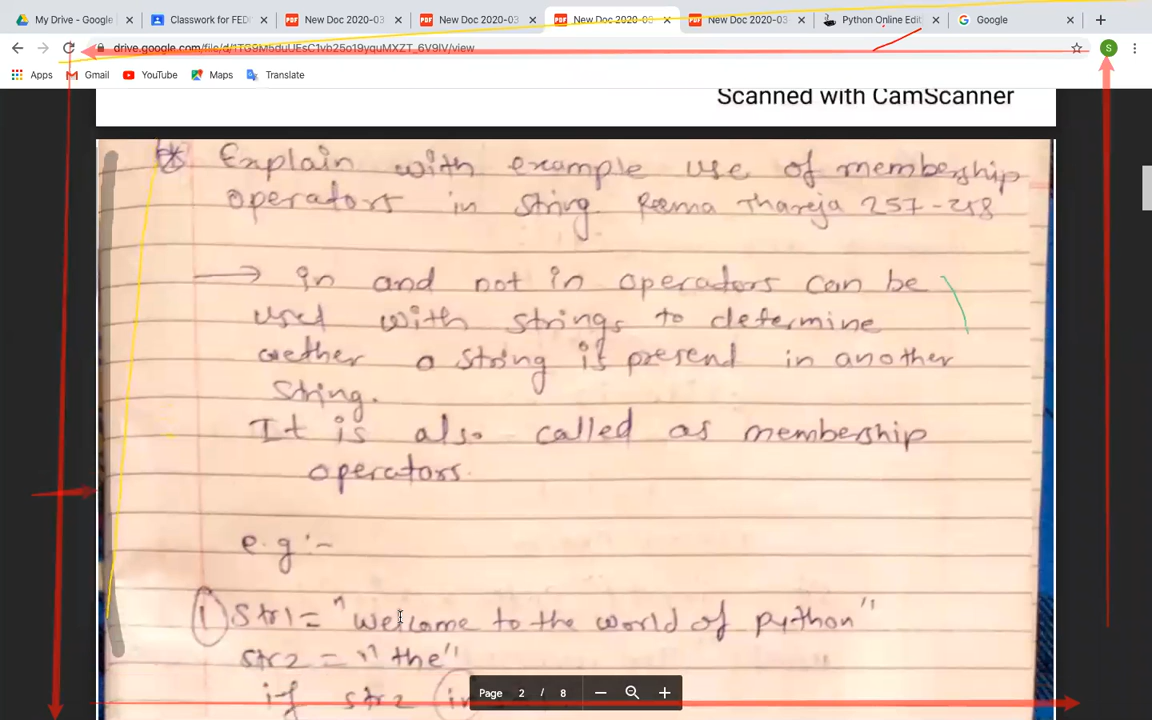 My Drive - Google
Classwork for FED
New Doc 2020-03
New Doc 2020-03
New Doc 2020-0
New Doc 2020-03
Python Online Edit
Google
drive.google.com/file/d/1TG9M5duUEsC1vb25o19yquMXZT_6V9lV/view
S
Apps
Gmail
YouTube
Maps
Translate
Scanned with CamScanner
Explain with example use of membership
operators in string Reema Thareja 257-258
→ in and not in operators can be
used with strings to determine
wether a string is presend in another
string.
It is also called as membership
operators.
e.g :-
① Str1 = "Welcome to the world of python"
str2 = "the"
if str2 in
Page 2 / 8